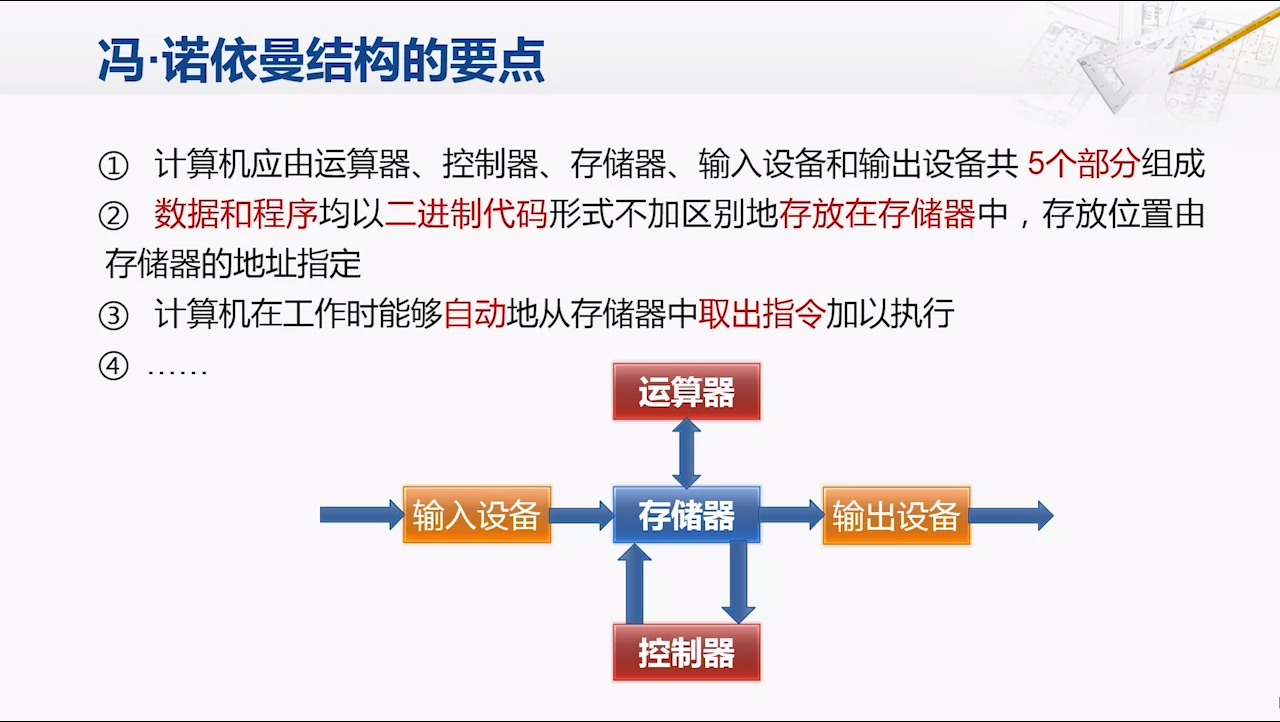 冯·诺依曼结构的要点
① 计算机应由运算器、控制器、存储器、输入设备和输出设备共 5个部分组成
② 数据和程序均以二进制代码形式不加区别地存放在存储器中，存放位置由
存储器的地址指定
③ 计算机在工作时能够自动地从存储器中取出指令加以执行
④ ……
运算器
输入设备
存储器
输出设备
控制器